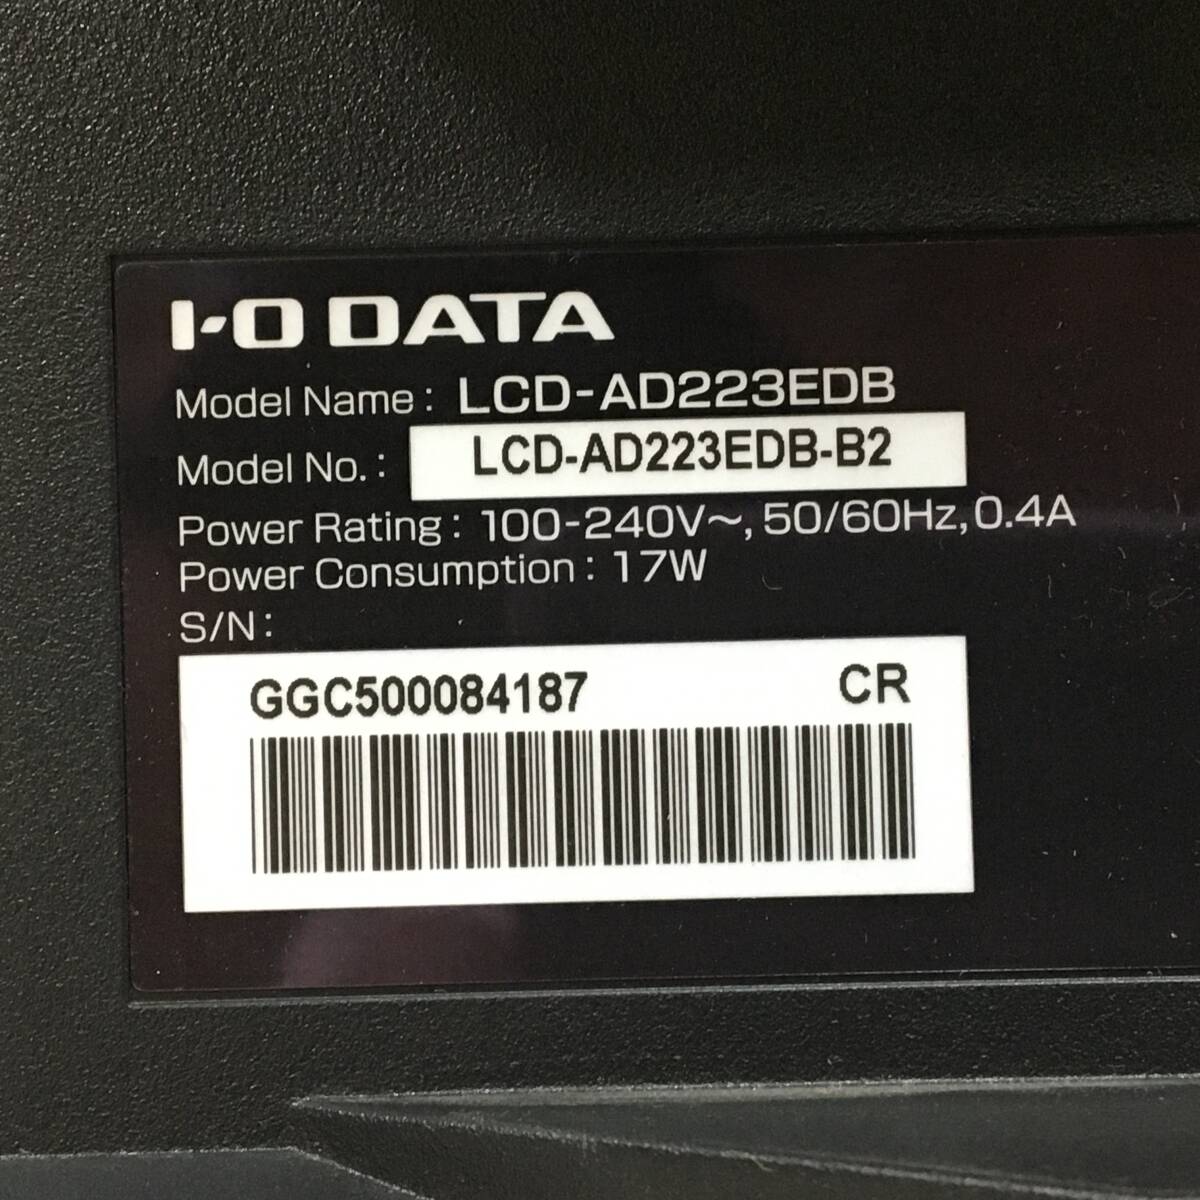 I-O DATA
Model Name: LCD-AD223EDB
Model No.: LCD-AD223EDB-B2
Power Rating: 100-240V~, 50/60Hz, 0.4A
Power Consumption: 17W
S/N:
GGC500084187 CR